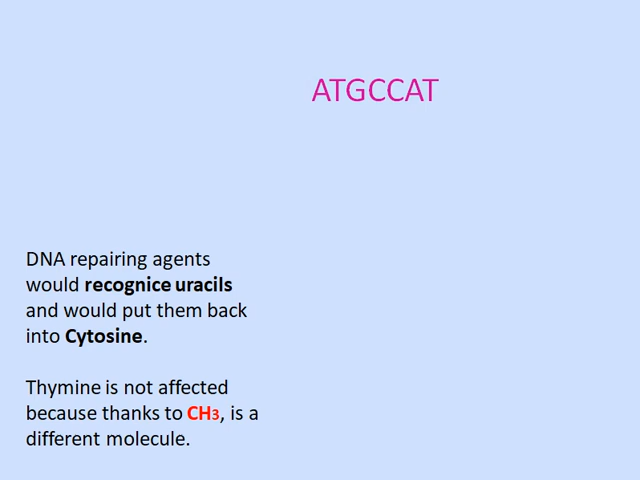 ATGCCAT
DNA repairing agents
would recognice uracils
and would put them back
into Cytosine.
Thymine is not affected
because thanks to CH3, is a
different molecule.